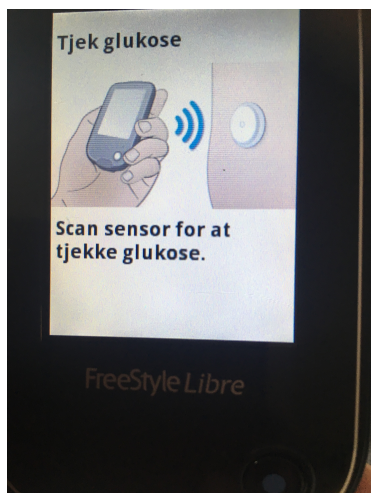 Tjek glukose
Scan sensor for at
tjekke glukose.
FreeStyle Libre